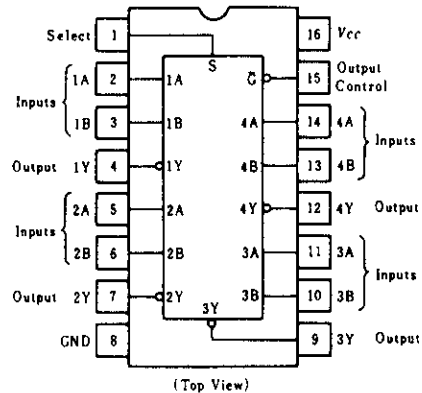 Select 1 16 Vcc
S
1A 2 1A G̅ 15 Output Control
Inputs
1B 3 1B 4A 14 4A
Inputs
Output 1Y 4 1Y 4B 13 4B
2A 5 2A 4Y 12 4Y Output
Inputs
2B 6 2B 3A 11 3A
Inputs
Output 2Y 7 2Y 3B 10 3B
3Y
GND 8 9 3Y Output
(Top View)